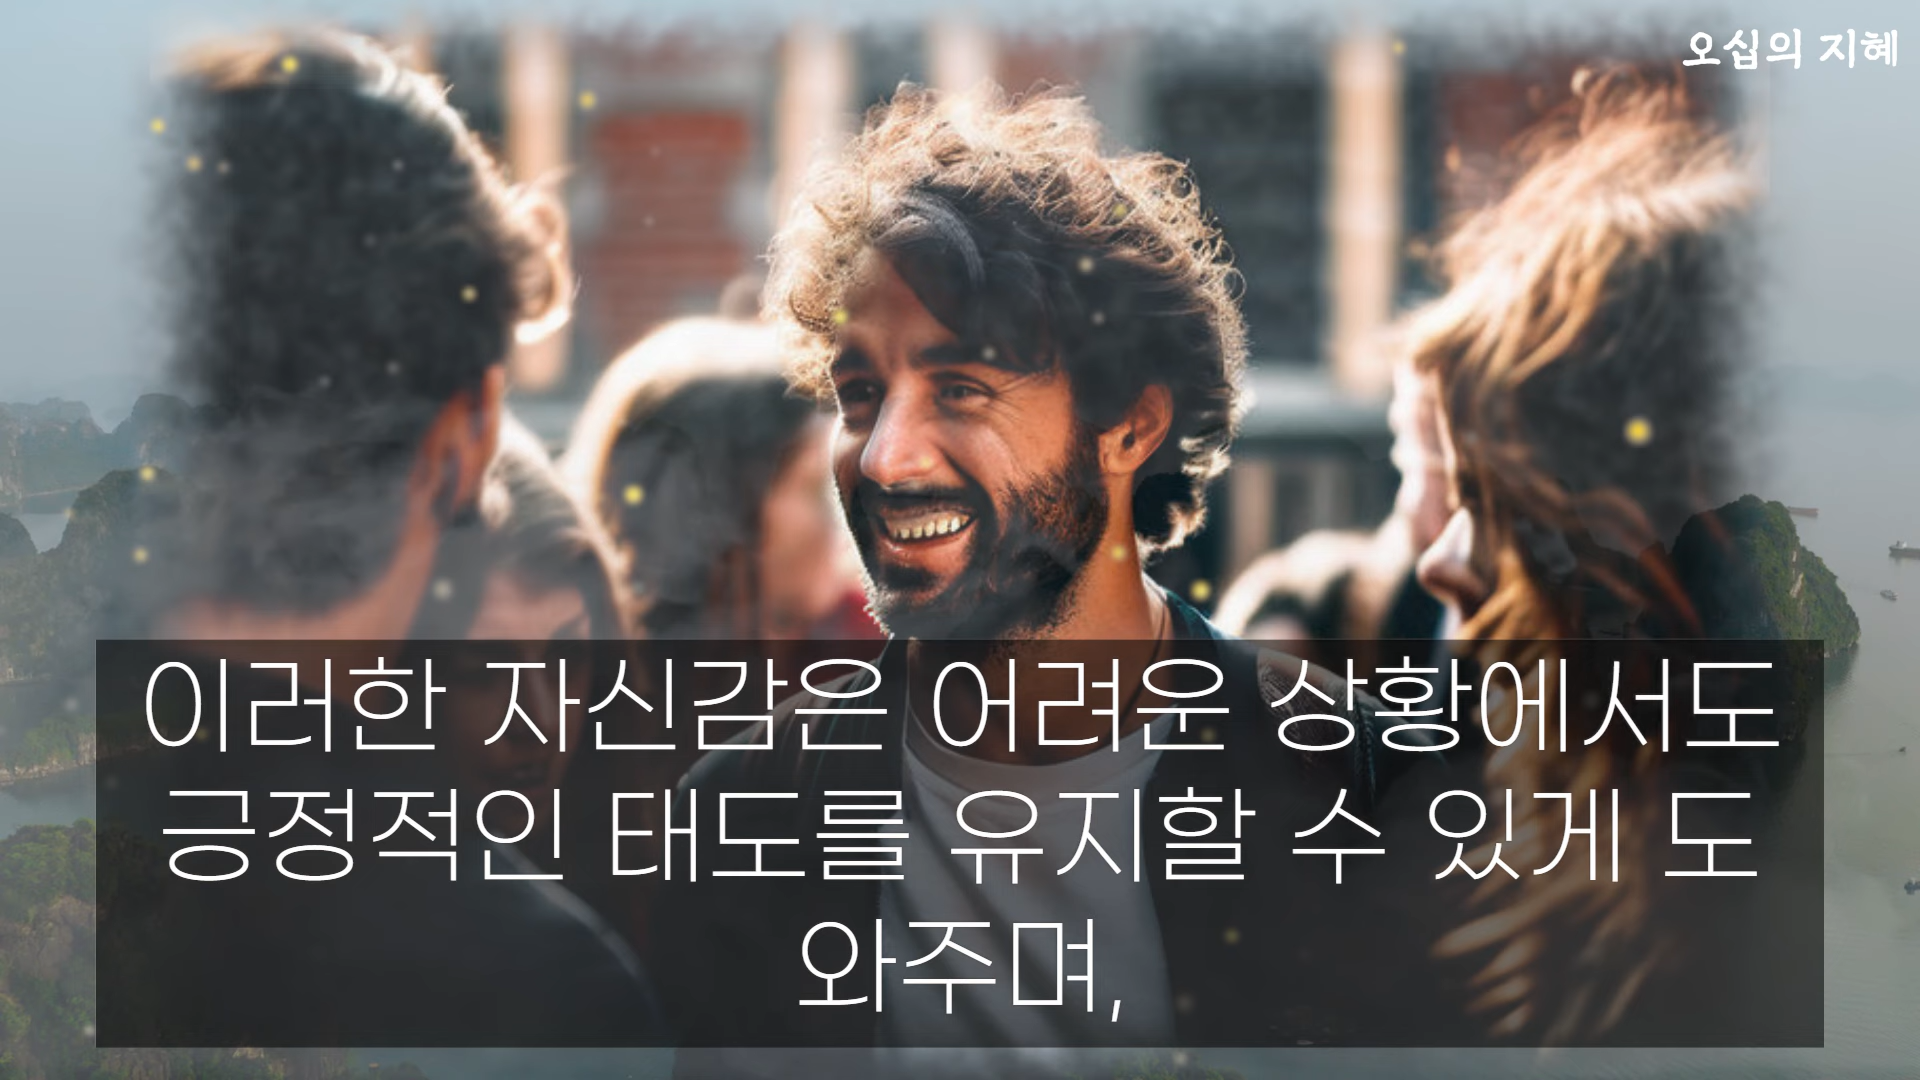 오십의 지혜
이러한 자신감은 어려운 상황에서도
긍정적인 태도를 유지할 수 있게 도
와주며,